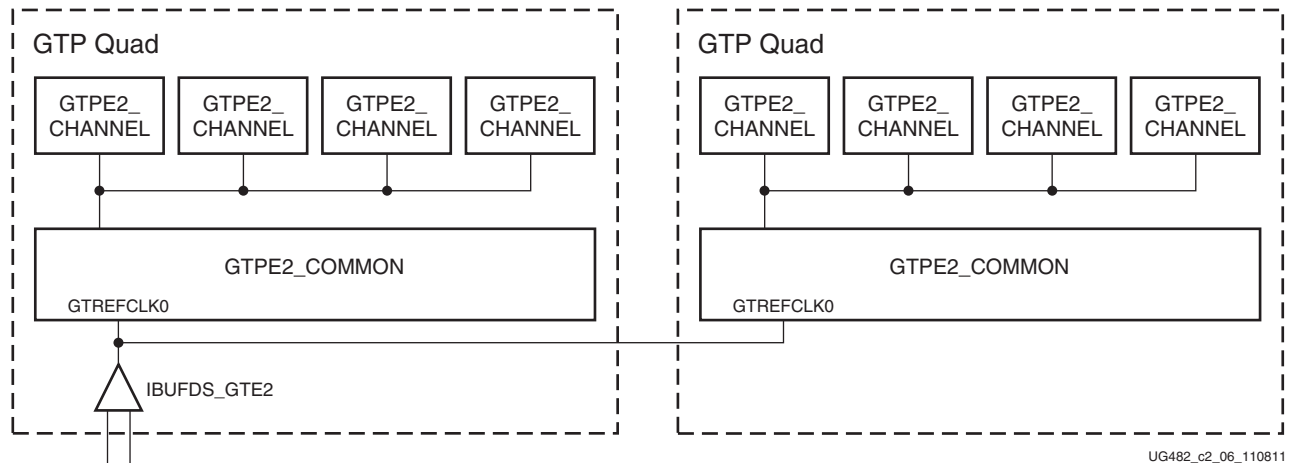 GTP Quad
GTPE2_
CHANNEL
GTPE2_
CHANNEL
GTPE2_
CHANNEL
GTPE2_
CHANNEL
GTPE2_COMMON
GTREFCLK0
IBUFDS_GTE2
GTP Quad
GTPE2_
CHANNEL
GTPE2_
CHANNEL
GTPE2_
CHANNEL
GTPE2_
CHANNEL
GTPE2_COMMON
GTREFCLK0
UG482_c2_06_110811